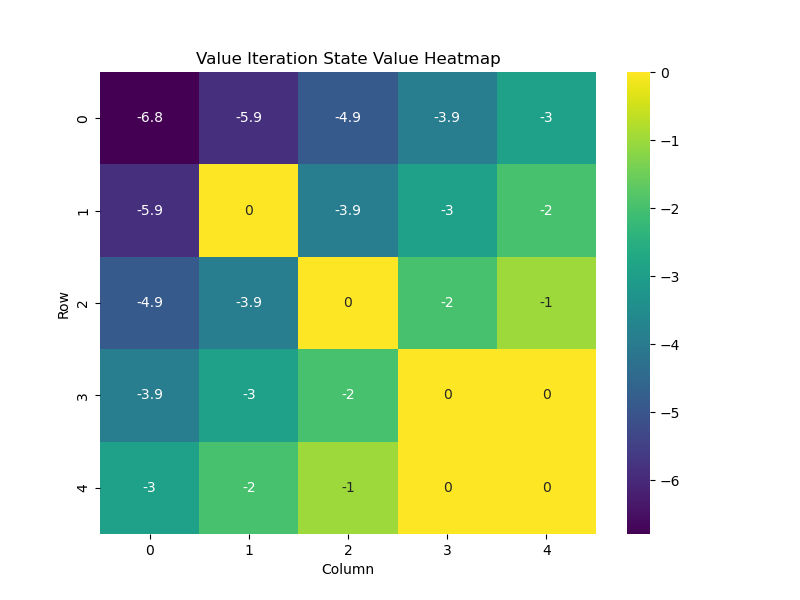 Value Iteration State Value Heatmap
0 -6.8 -5.9 -4.9 -3.9 -3
1 -5.9 0 -3.9 -3 -2
2 -4.9 -3.9 0 -2 -1
3 -3.9 -3 -2 0 0
4 -3 -2 -1 0 0
0 1 2 3 4
Row
Column
0
−1
−2
−3
−4
−5
−6